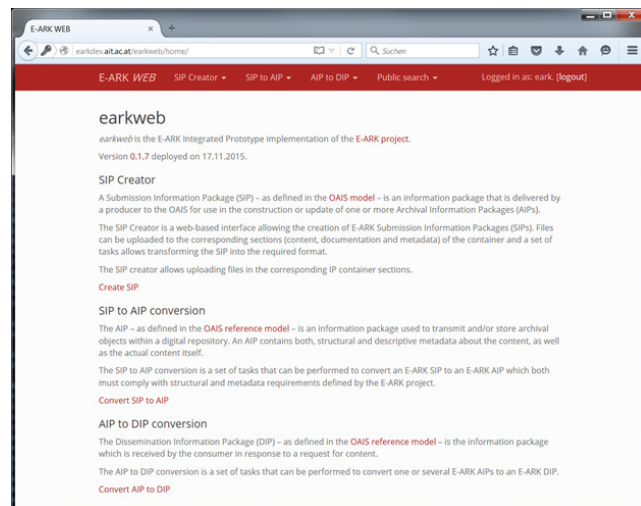 E-ARK WEB
earkdev.ait.ac.at/earkweb/home/
Suchen
E-ARK WEB SIP Creator SIP to AIP AIP to DIP Public search Logged in as: eark. [logout]
earkweb
earkweb is the E-ARK Integrated Prototype implementation of the E-ARK project.
Version 0.1.7 deployed on 17.11.2015.
SIP Creator
A Submission Information Package (SIP) – as defined in the OAIS model – is an information package that is delivered by
a producer to the OAIS for use in the construction or update of one or more Archival Information Packages (AIPs).
The SIP Creator is a web-based interface allowing the creation of E-ARK Submission Information Packages (SIPs). Files
can be uploaded to the corresponding sections (content, documentation and metadata) of the container and a set of
tasks allows transforming the SIP into the required format.
The SIP creator allows uploading files in the corresponding IP container sections.
Create SIP
SIP to AIP conversion
The AIP – as defined in the OAIS reference model – is an information package used to transmit and/or store archival
objects within a digital repository. An AIP contains both, structural and descriptive metadata about the content, as well
as the actual content itself.
The SIP to AIP conversion is a set of tasks that can be performed to convert an E-ARK SIP to an E-ARK AIP which both
must comply with structural and metadata requirements defined by the E-ARK project.
Convert SIP to AIP
AIP to DIP conversion
The Dissemination Information Package (DIP) – as defined in the OAIS reference model – is the information package
which is received by the consumer in response to a request for content.
The AIP to DIP conversion is a set of tasks that can be performed to convert one or several E-ARK AIPs to an E-ARK DIP.
Convert AIP to DIP